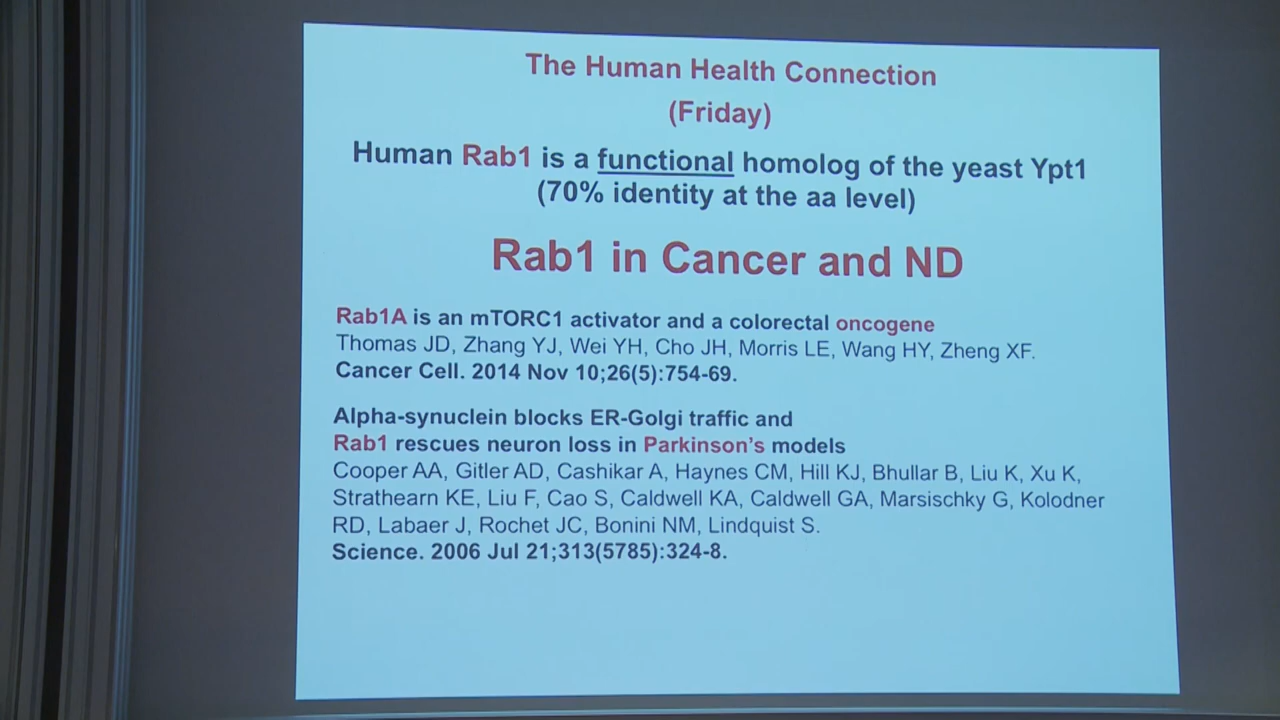 The Human Health Connection
(Friday)
Human Rab1 is a functional homolog of the yeast Ypt1
(70% identity at the aa level)
Rab1 in Cancer and ND
Rab1A is an mTORC1 activator and a colorectal oncogene
Thomas JD, Zhang YJ, Wei YH, Cho JH, Morris LE, Wang HY, Zheng XF.
Cancer Cell. 2014 Nov 10;26(5):754-69.
Alpha-synuclein blocks ER-Golgi traffic and
Rab1 rescues neuron loss in Parkinson's models
Cooper AA, Gitler AD, Cashikar A, Haynes CM, Hill KJ, Bhullar B, Liu K, Xu K,
Strathearn KE, Liu F, Cao S, Caldwell KA, Caldwell GA, Marsischky G, Kolodner
RD, Labaer J, Rochet JC, Bonini NM, Lindquist S.
Science. 2006 Jul 21;313(5785):324-8.